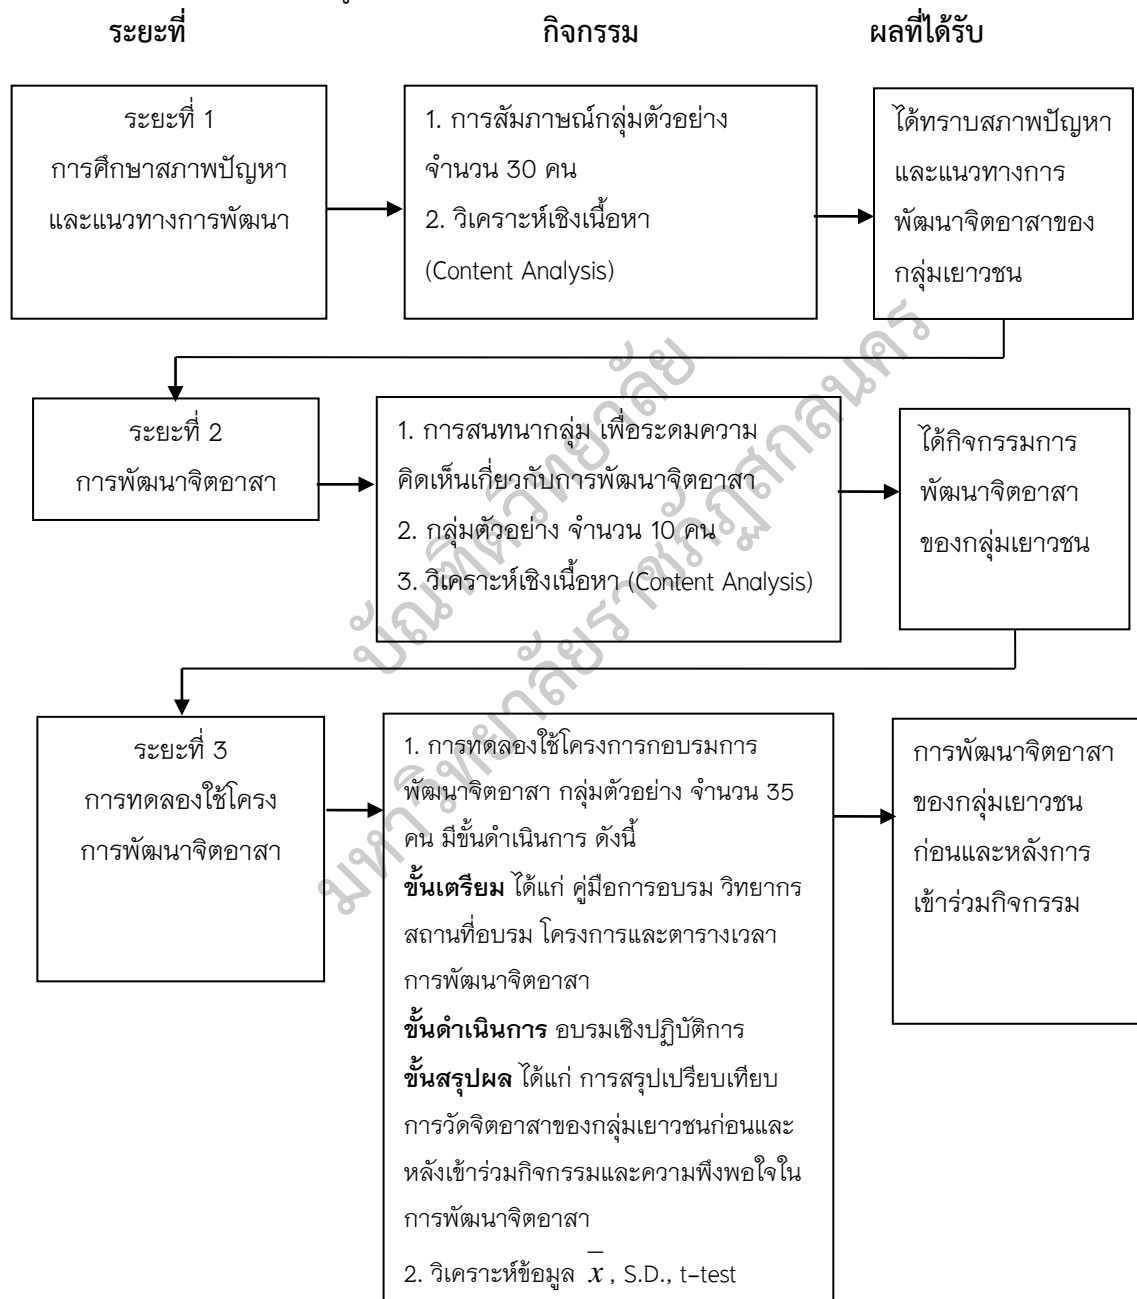 ระยะที่ กิจกรรม ผลที่ได้รับ
ระยะที่ 1
การศึกษาสภาพปัญหา
และแนวทางการพัฒนา
1. การสัมภาษณ์กลุ่มตัวอย่าง
จำนวน 30 คน
2. วิเคราะห์เชิงเนื้อหา
(Content Analysis)
ได้ทราบสภาพปัญหา
และแนวทางการ
พัฒนาจิตอาสาของ
กลุ่มเยาวชน
ระยะที่ 2
การพัฒนาจิตอาสา
1. การสนทนากลุ่ม เพื่อระดมความ
คิดเห็นเกี่ยวกับการพัฒนาจิตอาสา
2. กลุ่มตัวอย่าง จำนวน 10 คน
3. วิเคราะห์เชิงเนื้อหา (Content Analysis)
ได้กิจกรรมการ
พัฒนาจิตอาสา
ของกลุ่มเยาวชน
ระยะที่ 3
การทดลองใช้โครง
การพัฒนาจิตอาสา
1. การทดลองใช้โครงการกอบรมการ
พัฒนาจิตอาสา กลุ่มตัวอย่าง จำนวน 35
คน มีขั้นดำเนินการ ดังนี้
ขั้นเตรียม ได้แก่ คู่มือการอบรม วิทยากร
สถานที่อบรม โครงการและตารางเวลา
การพัฒนาจิตอาสา
ขั้นดำเนินการ อบรมเชิงปฏิบัติการ
ขั้นสรุปผล ได้แก่ การสรุปเปรียบเทียบ
การวัดจิตอาสาของกลุ่มเยาวชนก่อนและ
หลังเข้าร่วมกิจกรรมและความพึงพอใจใน
การพัฒนาจิตอาสา
2. วิเคราะห์ข้อมูล x̄ , S.D., t-test
การพัฒนาจิตอาสา
ของกลุ่มเยาวชน
ก่อนและหลังการ
เข้าร่วมกิจกรรม
บัณฑิตวิทยาลัย
มหาวิทยาลัยราชภัฏสกลนคร